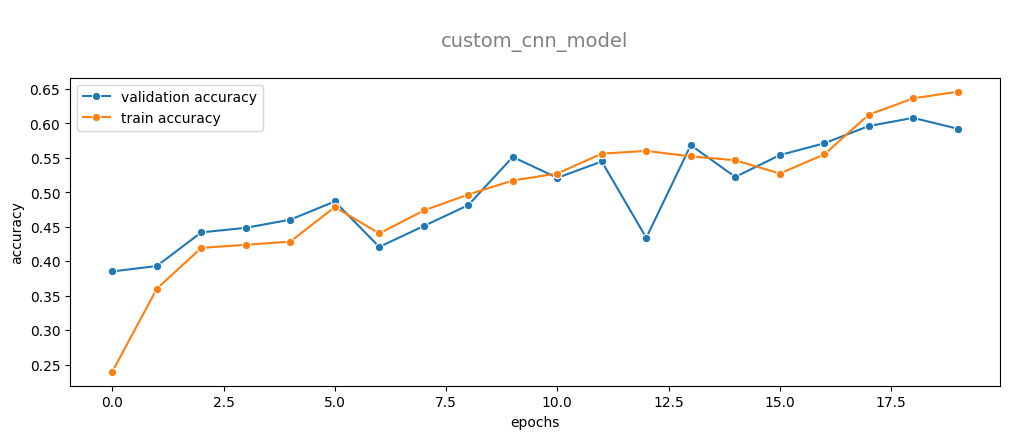 custom_cnn_model
validation accuracy
train accuracy
accuracy
0.65
0.60
0.55
0.50
0.45
0.40
0.35
0.30
0.25
0.0 2.5 5.0 7.5 10.0 12.5 15.0 17.5
epochs